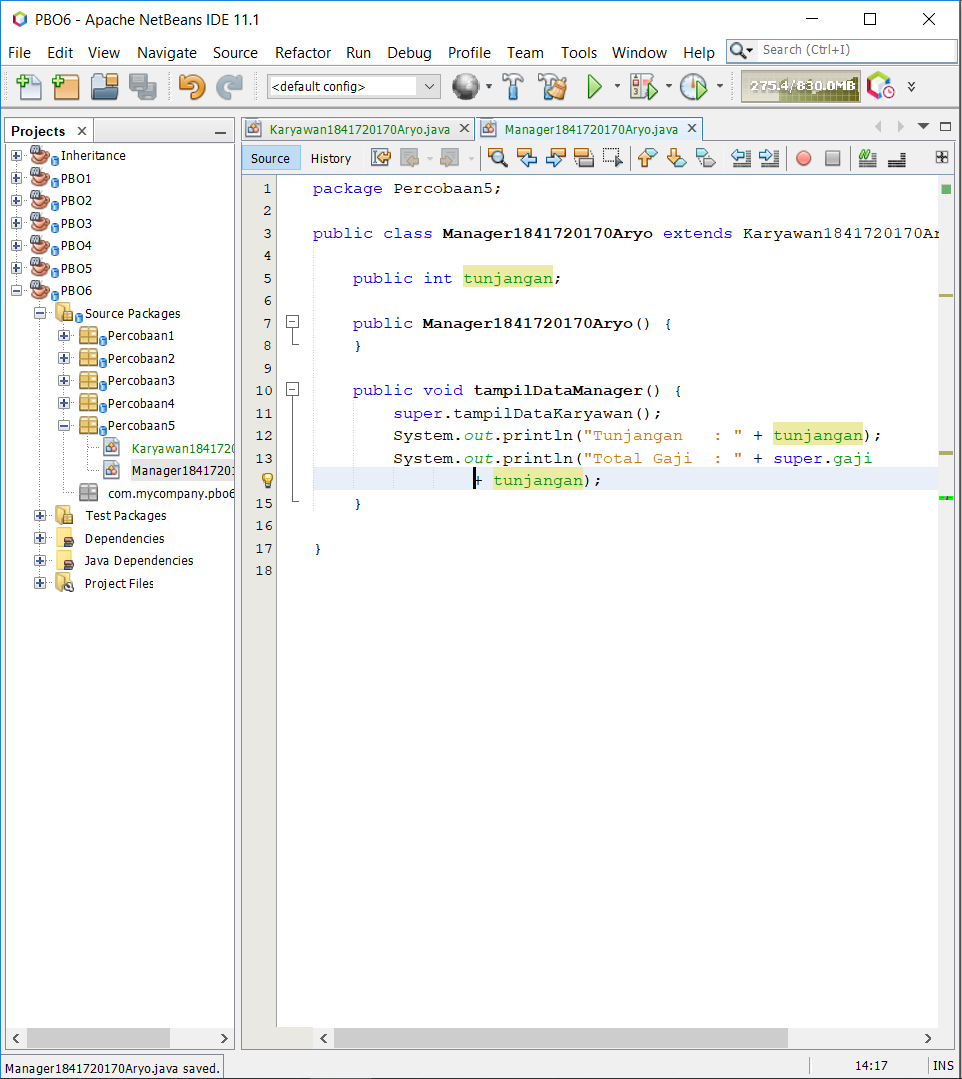 PBO6 - Apache NetBeans IDE 11.1
File Edit View Navigate Source Refactor Run Debug Profile Team Tools Window Help Search (Ctrl+I)
<default config> 275.4/830.0MB
Projects
Inheritance
PBO1
PBO2
PBO3
PBO4
PBO5
PBO6
Source Packages
Percobaan1
Percobaan2
Percobaan3
Percobaan4
Percobaan5
Karyawan184172
Manager1841720
com.mycompany.pbo6
Test Packages
Dependencies
Java Dependencies
Project Files
Karyawan1841720170Aryo.java Manager1841720170Aryo.java
Source History
1 package Percobaan5;
2
3 public class Manager1841720170Aryo extends Karyawan1841720170Ar
4
5 public int tunjangan;
6
7 public Manager1841720170Aryo() {
8 }
9
10 public void tampilDataManager() {
11 super.tampilDataKaryawan();
12 System.out.println("Tunjangan   : " + tunjangan);
13 System.out.println("Total Gaji  : " + super.gaji
+ tunjangan);
15 }
16
17 }
18
Manager1841720170Aryo.java saved.
14:17 INS